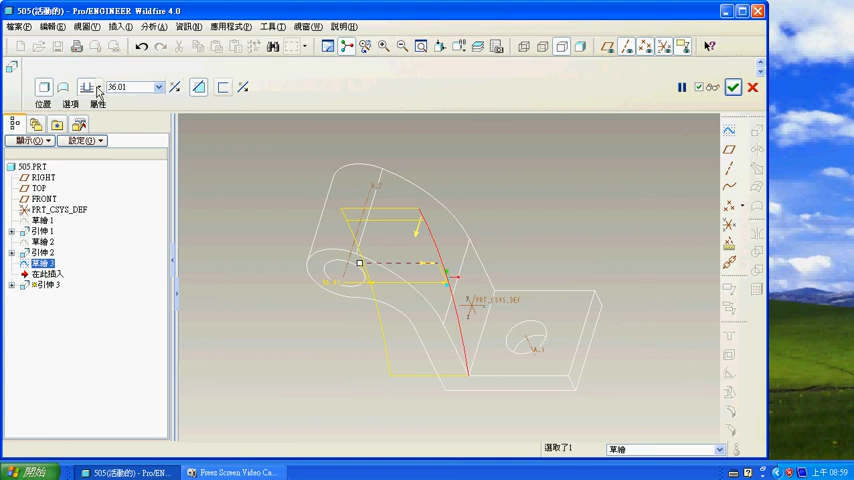 505(活動的) - Pro/ENGINEER Wildfire 4.0
檔案(F) 編輯(E) 視圖(V) 插入(I) 分析(A) 資訊(N) 應用程式(P) 工具(T) 視窗(W) 說明(H)
36.01
位置 選項 屬性
顯示(O) 設定(G)
505.PRT
RIGHT
TOP
FRONT
PRT_CSYS_DEF
草繪 1
引伸 1
草繪 2
引伸 2
草繪 3
在此插入
※引伸 3
A_2
PRT_CSYS_DEF
A_1
選取了1
草繪
開始
505(活動的) - Pro/EN...
Freez Screen Video Ca...
上午 08:59